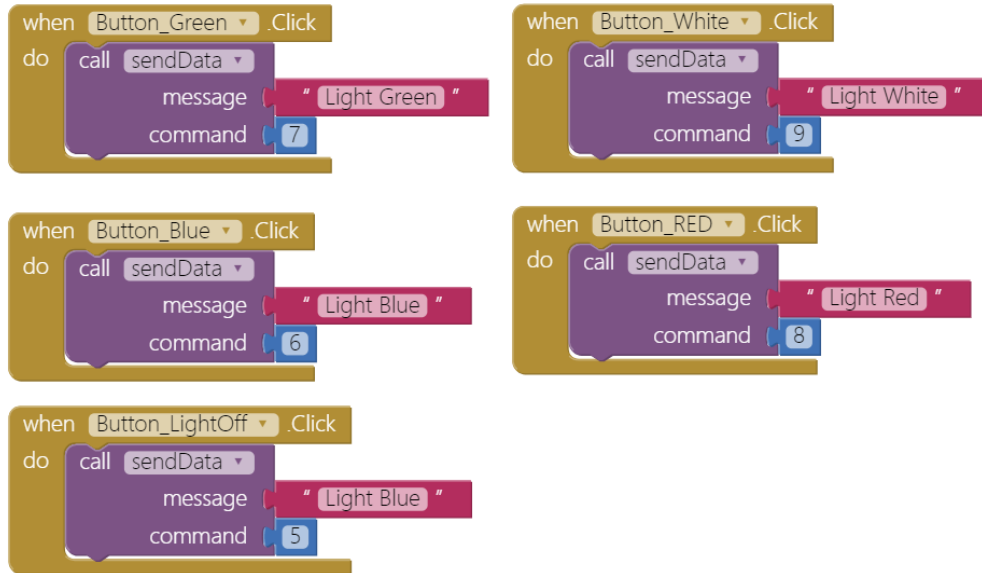 when Button_Green .Click
do call sendData
message " Light Green "
command 7
when Button_White .Click
do call sendData
message " Light White "
command 9
when Button_Blue .Click
do call sendData
message " Light Blue "
command 6
when Button_RED .Click
do call sendData
message " Light Red "
command 8
when Button_LightOff .Click
do call sendData
message " Light Blue "
command 5